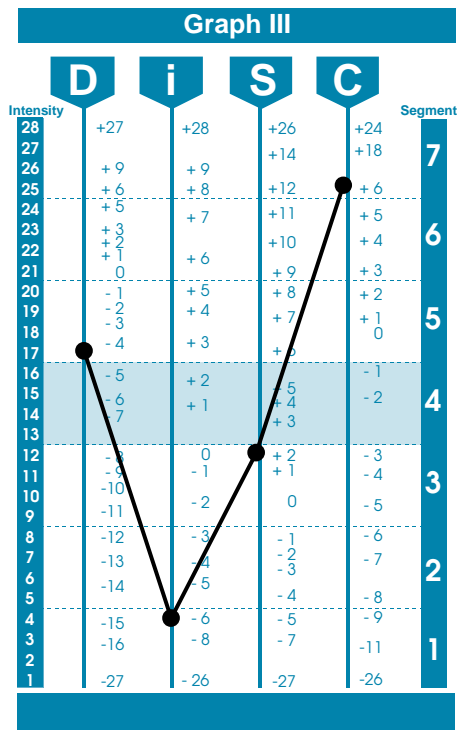 Graph III
D i S C
Intensity Segment
28 +27 +28 +26 +24
27 +14 +18 7
26 + 9 + 9
25 + 6 + 8 +12 + 6
24 + 5 + 7 +11 + 5
23 + 3 6
+ 2 +10 + 4
22 + 1 + 6
21 0 + 9 + 3
20 - 1 + 5 + 8 + 2
19 - 2 + 4 + 7 + 1 5
18 - 3 0
17 - 4 + 3 + 6
16 - 5 + 2 - 1
15 - 6 + 1 + 5 - 2 4
14 - 7 + 4
13 + 3
12 - 8 0 + 2 - 3
11 - 9 - 1 + 1 - 4 3
10 -10 - 2 0 - 5
9 -11
8 -12 - 3 - 1 - 6
7 -13 - 4 - 2 - 7 2
6 -14 - 5 - 3
5 - 4 - 8
4 -15 - 6 - 5 - 9
3 -16 - 8 - 7 -11 1
2
1 -27 - 26 -27 -26